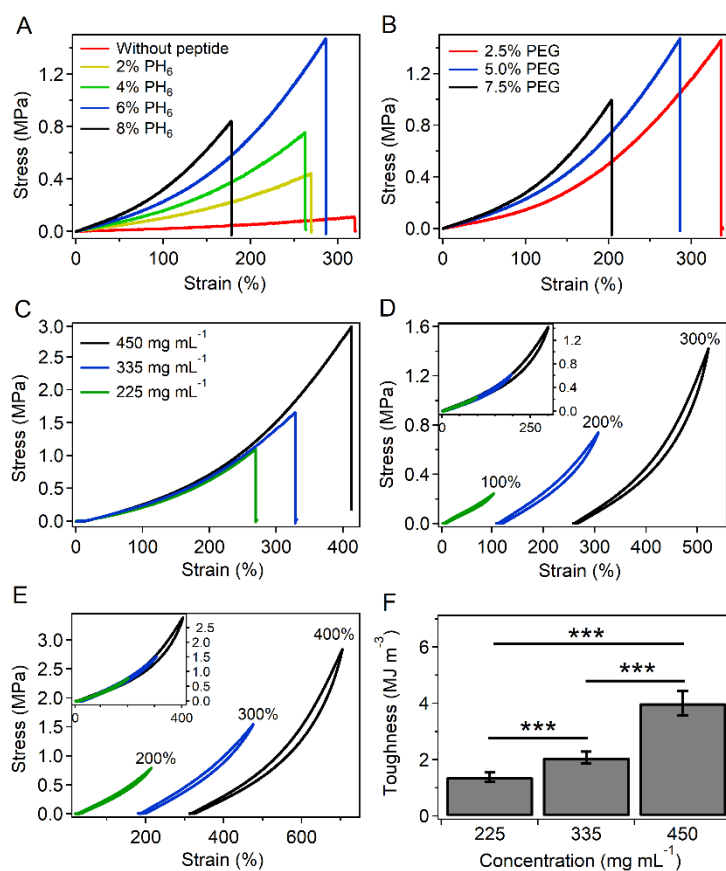 A
Without peptide
2% PH₆
4% PH₆
6% PH₆
8% PH₆
Stress (MPa)
1.2
0.8
0.4
0.0
0 100 200 300
Strain (%)
B
2.5% PEG
5.0% PEG
7.5% PEG
Stress (MPa)
1.2
0.8
0.4
0.0
0 100 200 300
Strain (%)
C
450 mg mL⁻¹
335 mg mL⁻¹
225 mg mL⁻¹
Stress (MPa)
3.0
2.5
2.0
1.5
1.0
0.5
0.0
0 100 200 300 400
Strain (%)
D
Stress (MPa)
1.6
1.2
0.8
0.4
0.0
1.4
1.2
0.8
0.4
0.0
0 250
100%
200%
300%
0 100 200 300 400 500
Strain (%)
E
Stress (MPa)
3.0
2.5
2.0
1.5
1.0
0.5
0.0
2.5
2.0
1.5
1.0
0.5
0.0
0 400
200%
300%
400%
200 400 600
Strain (%)
F
Toughness (MJ m⁻³)
6
4
2
0
***
***
***
225 335 450
Concentration (mg mL⁻¹)